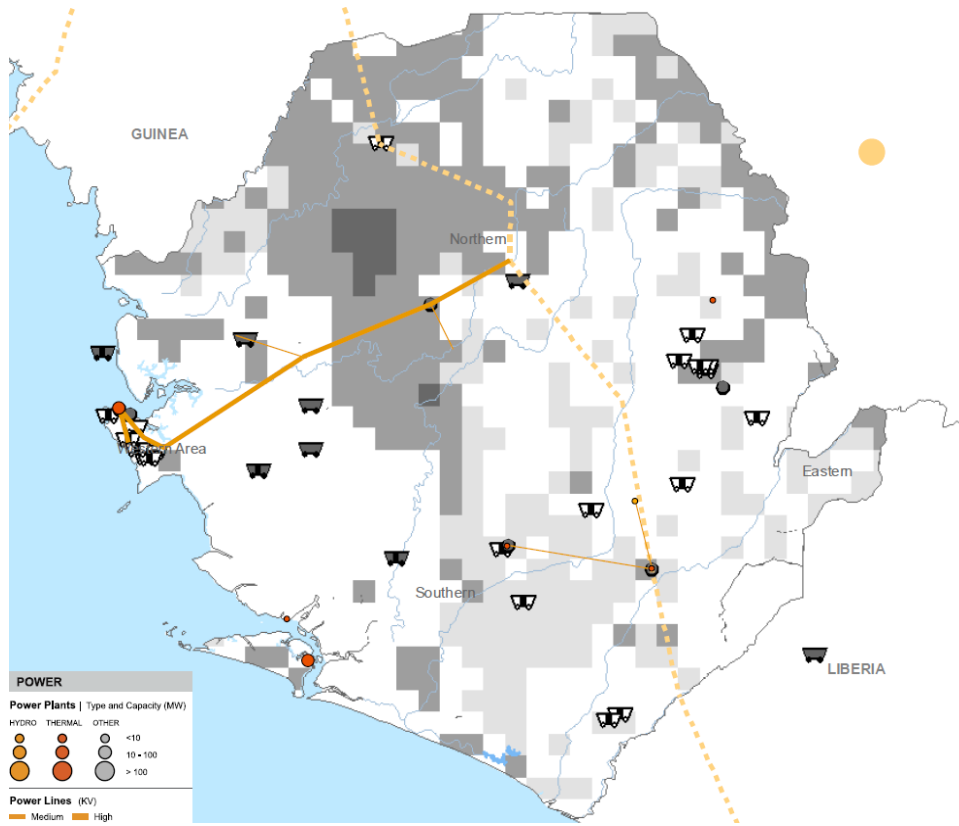 GUINEA
Northern
Western Area
Eastern
Southern
LIBERIA
POWER
Power Plants | Type and Capacity (MW)
HYDRO THERMAL OTHER
<10
10 - 100
> 100
Power Lines (KV)
Medium High